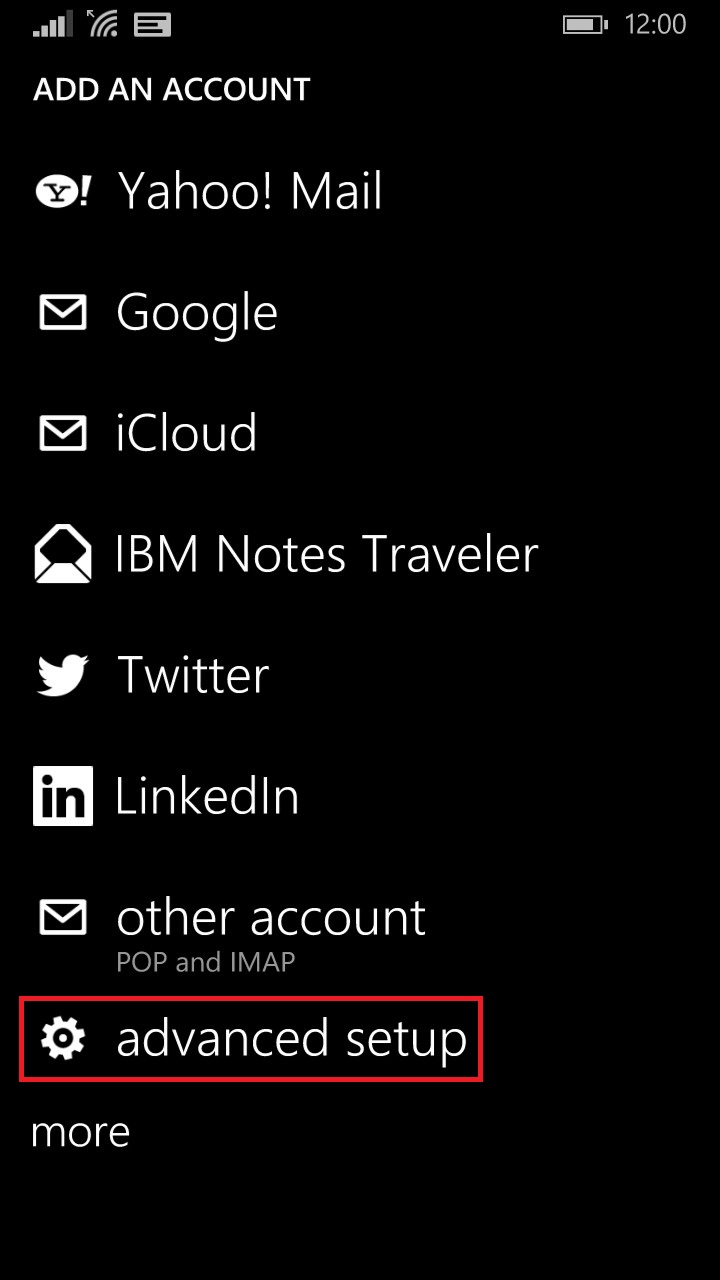 12:00
ADD AN ACCOUNT
Y! Yahoo! Mail
Google
iCloud
IBM Notes Traveler
Twitter
in LinkedIn
other account
POP and IMAP
advanced setup
more